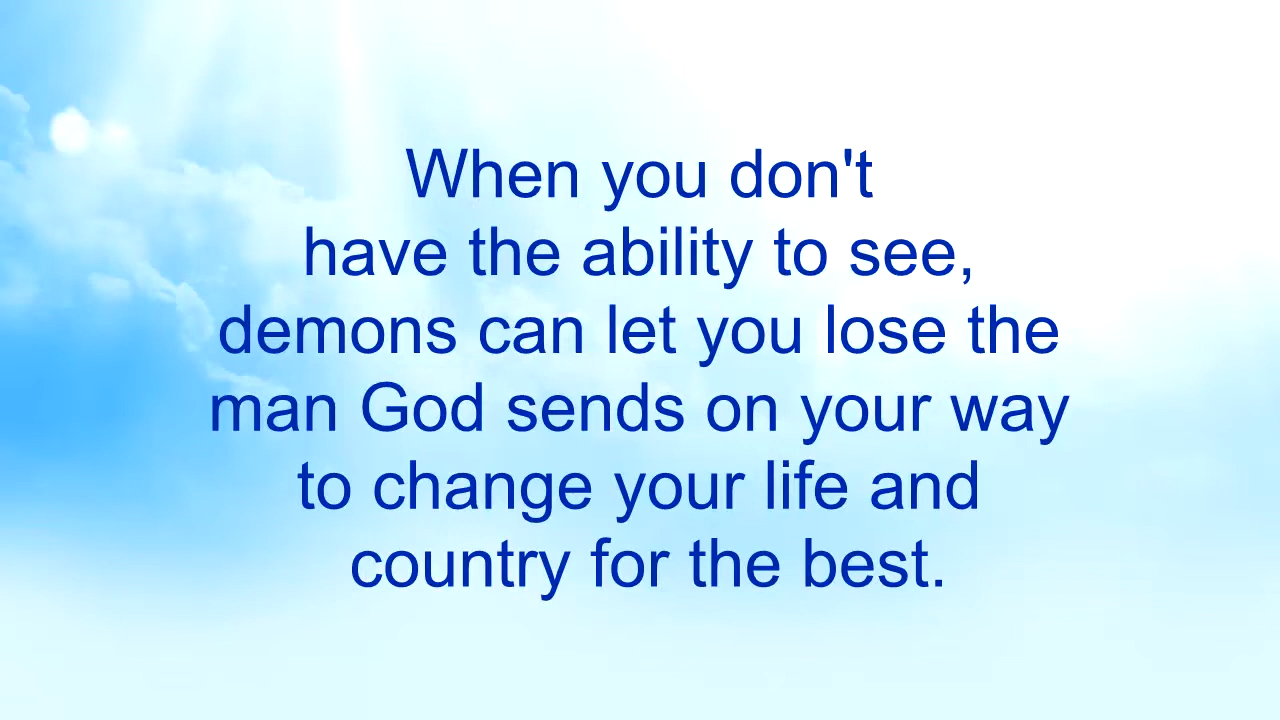 When you don't
have the ability to see,
demons can let you lose the
man God sends on your way
to change your life and
country for the best.